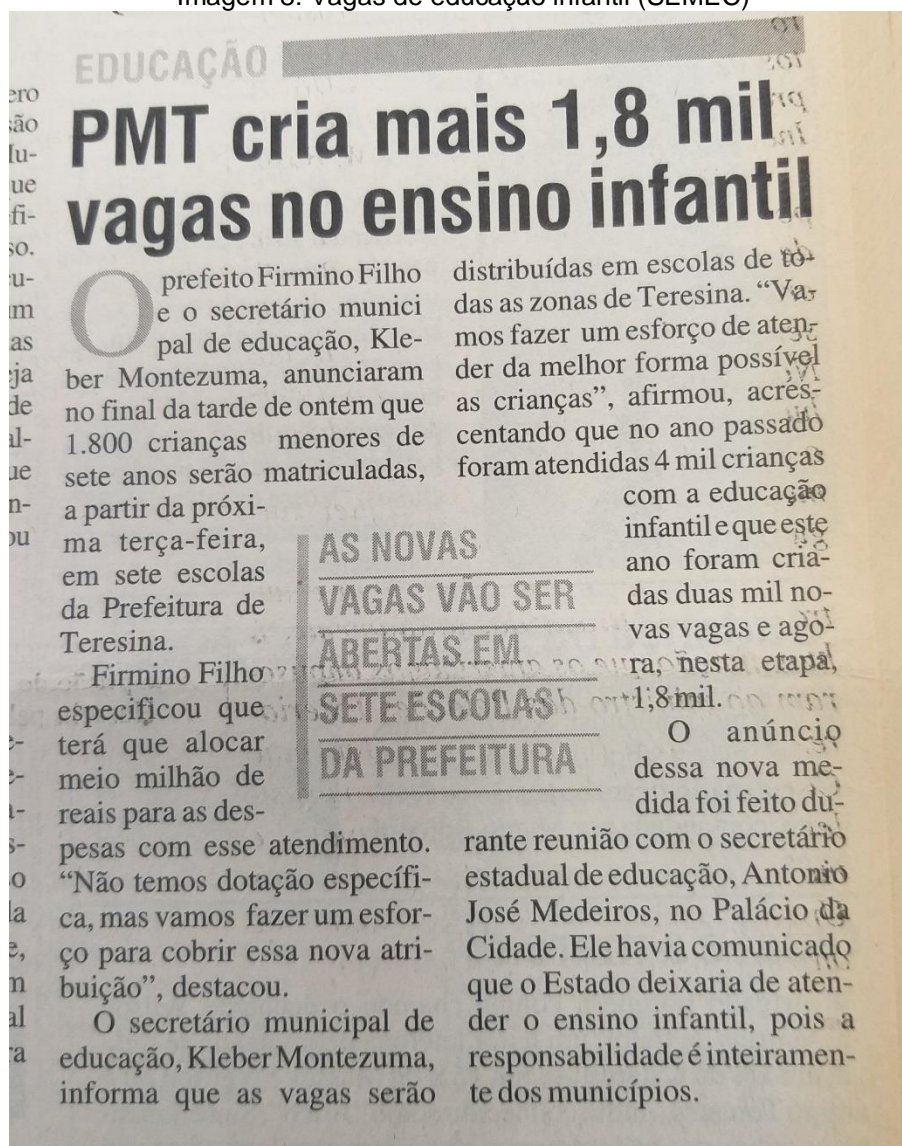 Imagem 8: Vagas de educação infantil (SEMEC)
EDUCAÇÃO
PMT cria mais 1,8 mil
vagas no ensino infantil
O prefeito Firmino Filho
e o secretário munici
pal de educação, Kle-
ber Montezuma, anunciaram
no final da tarde de ontem que
1.800 crianças menores de
sete anos serão matriculadas,
a partir da próxi-
ma terça-feira,
em sete escolas
da Prefeitura de
Teresina.
Firmino Filho
especificou que
terá que alocar
meio milhão de
reais para as des-
pesas com esse atendimento.
“Não temos dotação específi-
ca, mas vamos fazer um esfor-
ço para cobrir essa nova atri-
buição”, destacou.
O secretário municipal de
educação, Kleber Montezuma,
informa que as vagas serão
AS NOVAS
VAGAS VÃO SER
ABERTAS EM
SETE ESCOLAS
DA PREFEITURA
distribuídas em escolas de to-
das as zonas de Teresina. “Va-
mos fazer um esforço de aten-
der da melhor forma possível
as crianças”, afirmou, acres-
centando que no ano passado
foram atendidas 4 mil crianças
com a educação
infantil e que este
ano foram cria-
das duas mil no-
vas vagas e ago-
ra, nesta etapa,
1,8 mil.
O anúncio
dessa nova me-
dida foi feito du-
rante reunião com o secretário
estadual de educação, Antonio
José Medeiros, no Palácio da
Cidade. Ele havia comunicado
que o Estado deixaria de aten-
der o ensino infantil, pois a
responsabilidade é inteiramen-
te dos municípios.